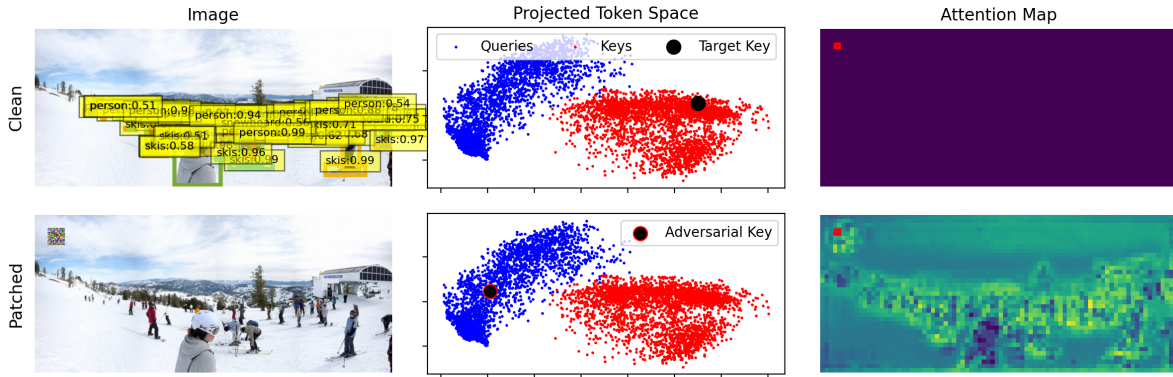 Image
Projected Token Space
Attention Map
Clean
Queries
Keys
Target Key
person:0.51
person:0.94
person:0.54
skis:0.71
person:0.99
skis:0.51
skis:0.58
skis:0.96
skis:0.97
skis:0.99
Patched
Adversarial Key